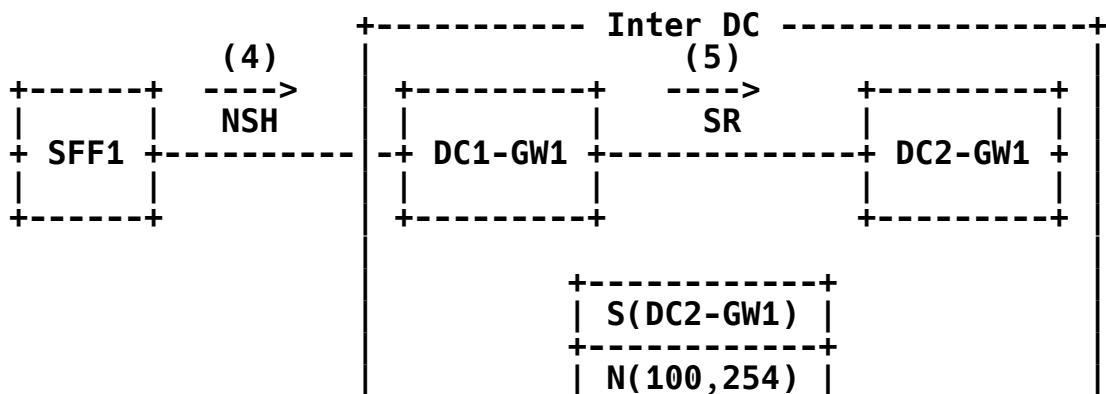 +----------- Inter DC ----------------+
(4) | (5) |
+------+ ----> | +---------+ ----> +---------+ |
| | NSH | | | SR | | |
+ SFF1 +----------|-+ DC1-GW1 +-------------+ DC2-GW1 + |
| | | | | | | |
+------+ | +---------+ +---------+ |
| |
| +------------+ |
| | S(DC2-GW1) | |
| +------------+ |
| | N(100,254) | |